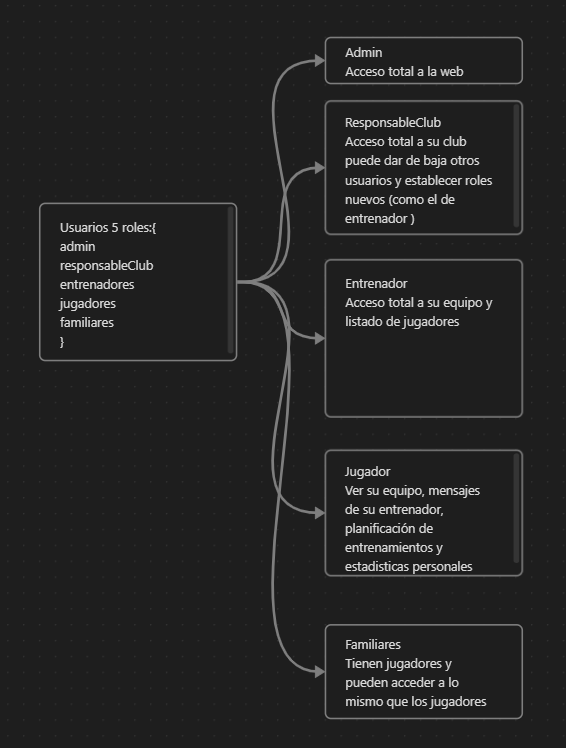 Admin
Acceso total a la web
ResponsableClub
Acceso total a su club
puede dar de baja otros
usuarios y establecer roles
nuevos (como el de
entrenador )
Usuarios 5 roles:{
admin
responsableClub
entrenadores
jugadores
familiares
}
Entrenador
Acceso total a su equipo y
listado de jugadores
Jugador
Ver su equipo, mensajes
de su entrenador,
planificación de
entrenamientos y
estadisticas personales
Familiares
Tienen jugadores y
pueden acceder a lo
mismo que los jugadores